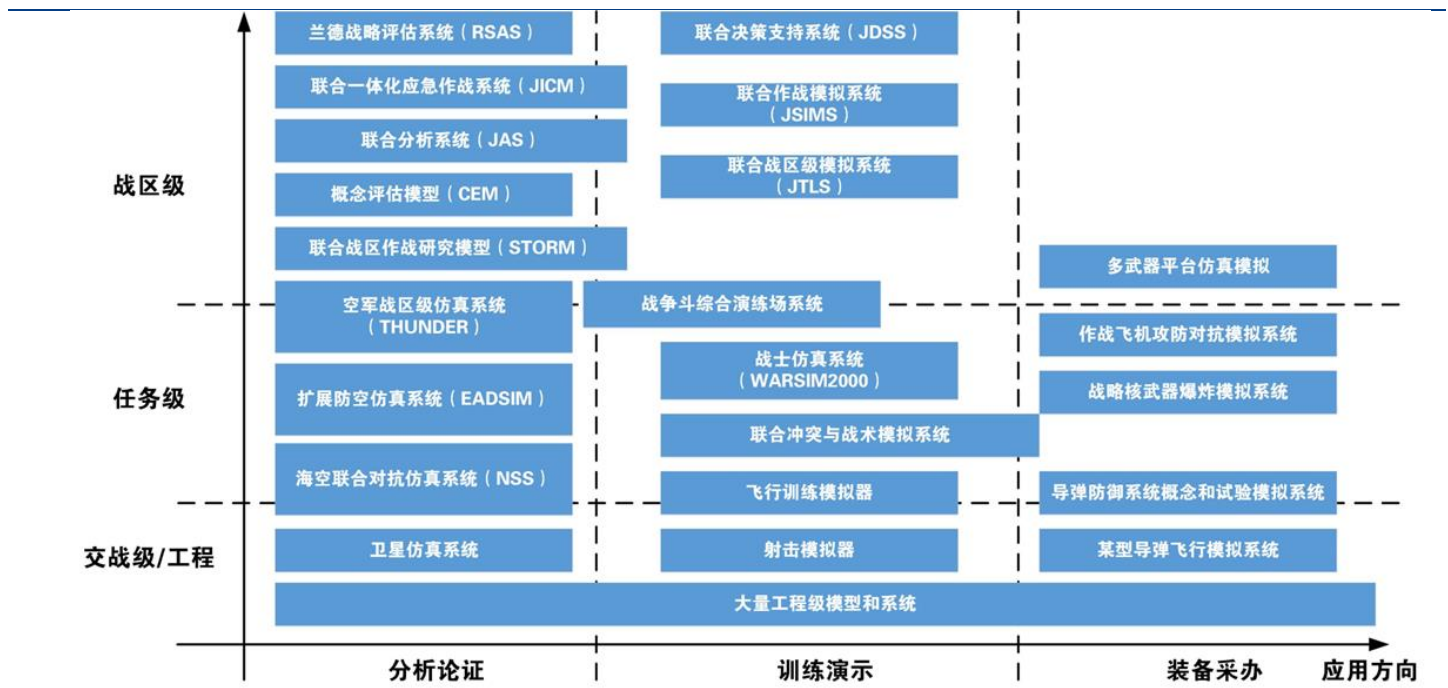 兰德战略评估系统（RSAS）
联合决策支持系统（JDSS）
联合一体化应急作战系统（JICM）
联合作战模拟系统
（JSIMS）
联合分析系统（JAS）
联合战区级模拟系统
（JTLS）
战区级
概念评估模型（CEM）
联合战区作战研究模型（STORM）
多武器平台仿真模拟
空军战区级仿真系统
（THUNDER）
战争斗综合演练场系统
作战飞机攻防对抗模拟系统
战士仿真系统
（WARSIM2000）
任务级
扩展防空仿真系统（EADSIM）
战略核武器爆炸模拟系统
联合冲突与战术模拟系统
海空联合对抗仿真系统（NSS）
飞行训练模拟器
导弹防御系统概念和试验模拟系统
交战级/工程
卫星仿真系统
射击模拟器
某型导弹飞行模拟系统
大量工程级模型和系统
分析论证
训练演示
装备采办
应用方向